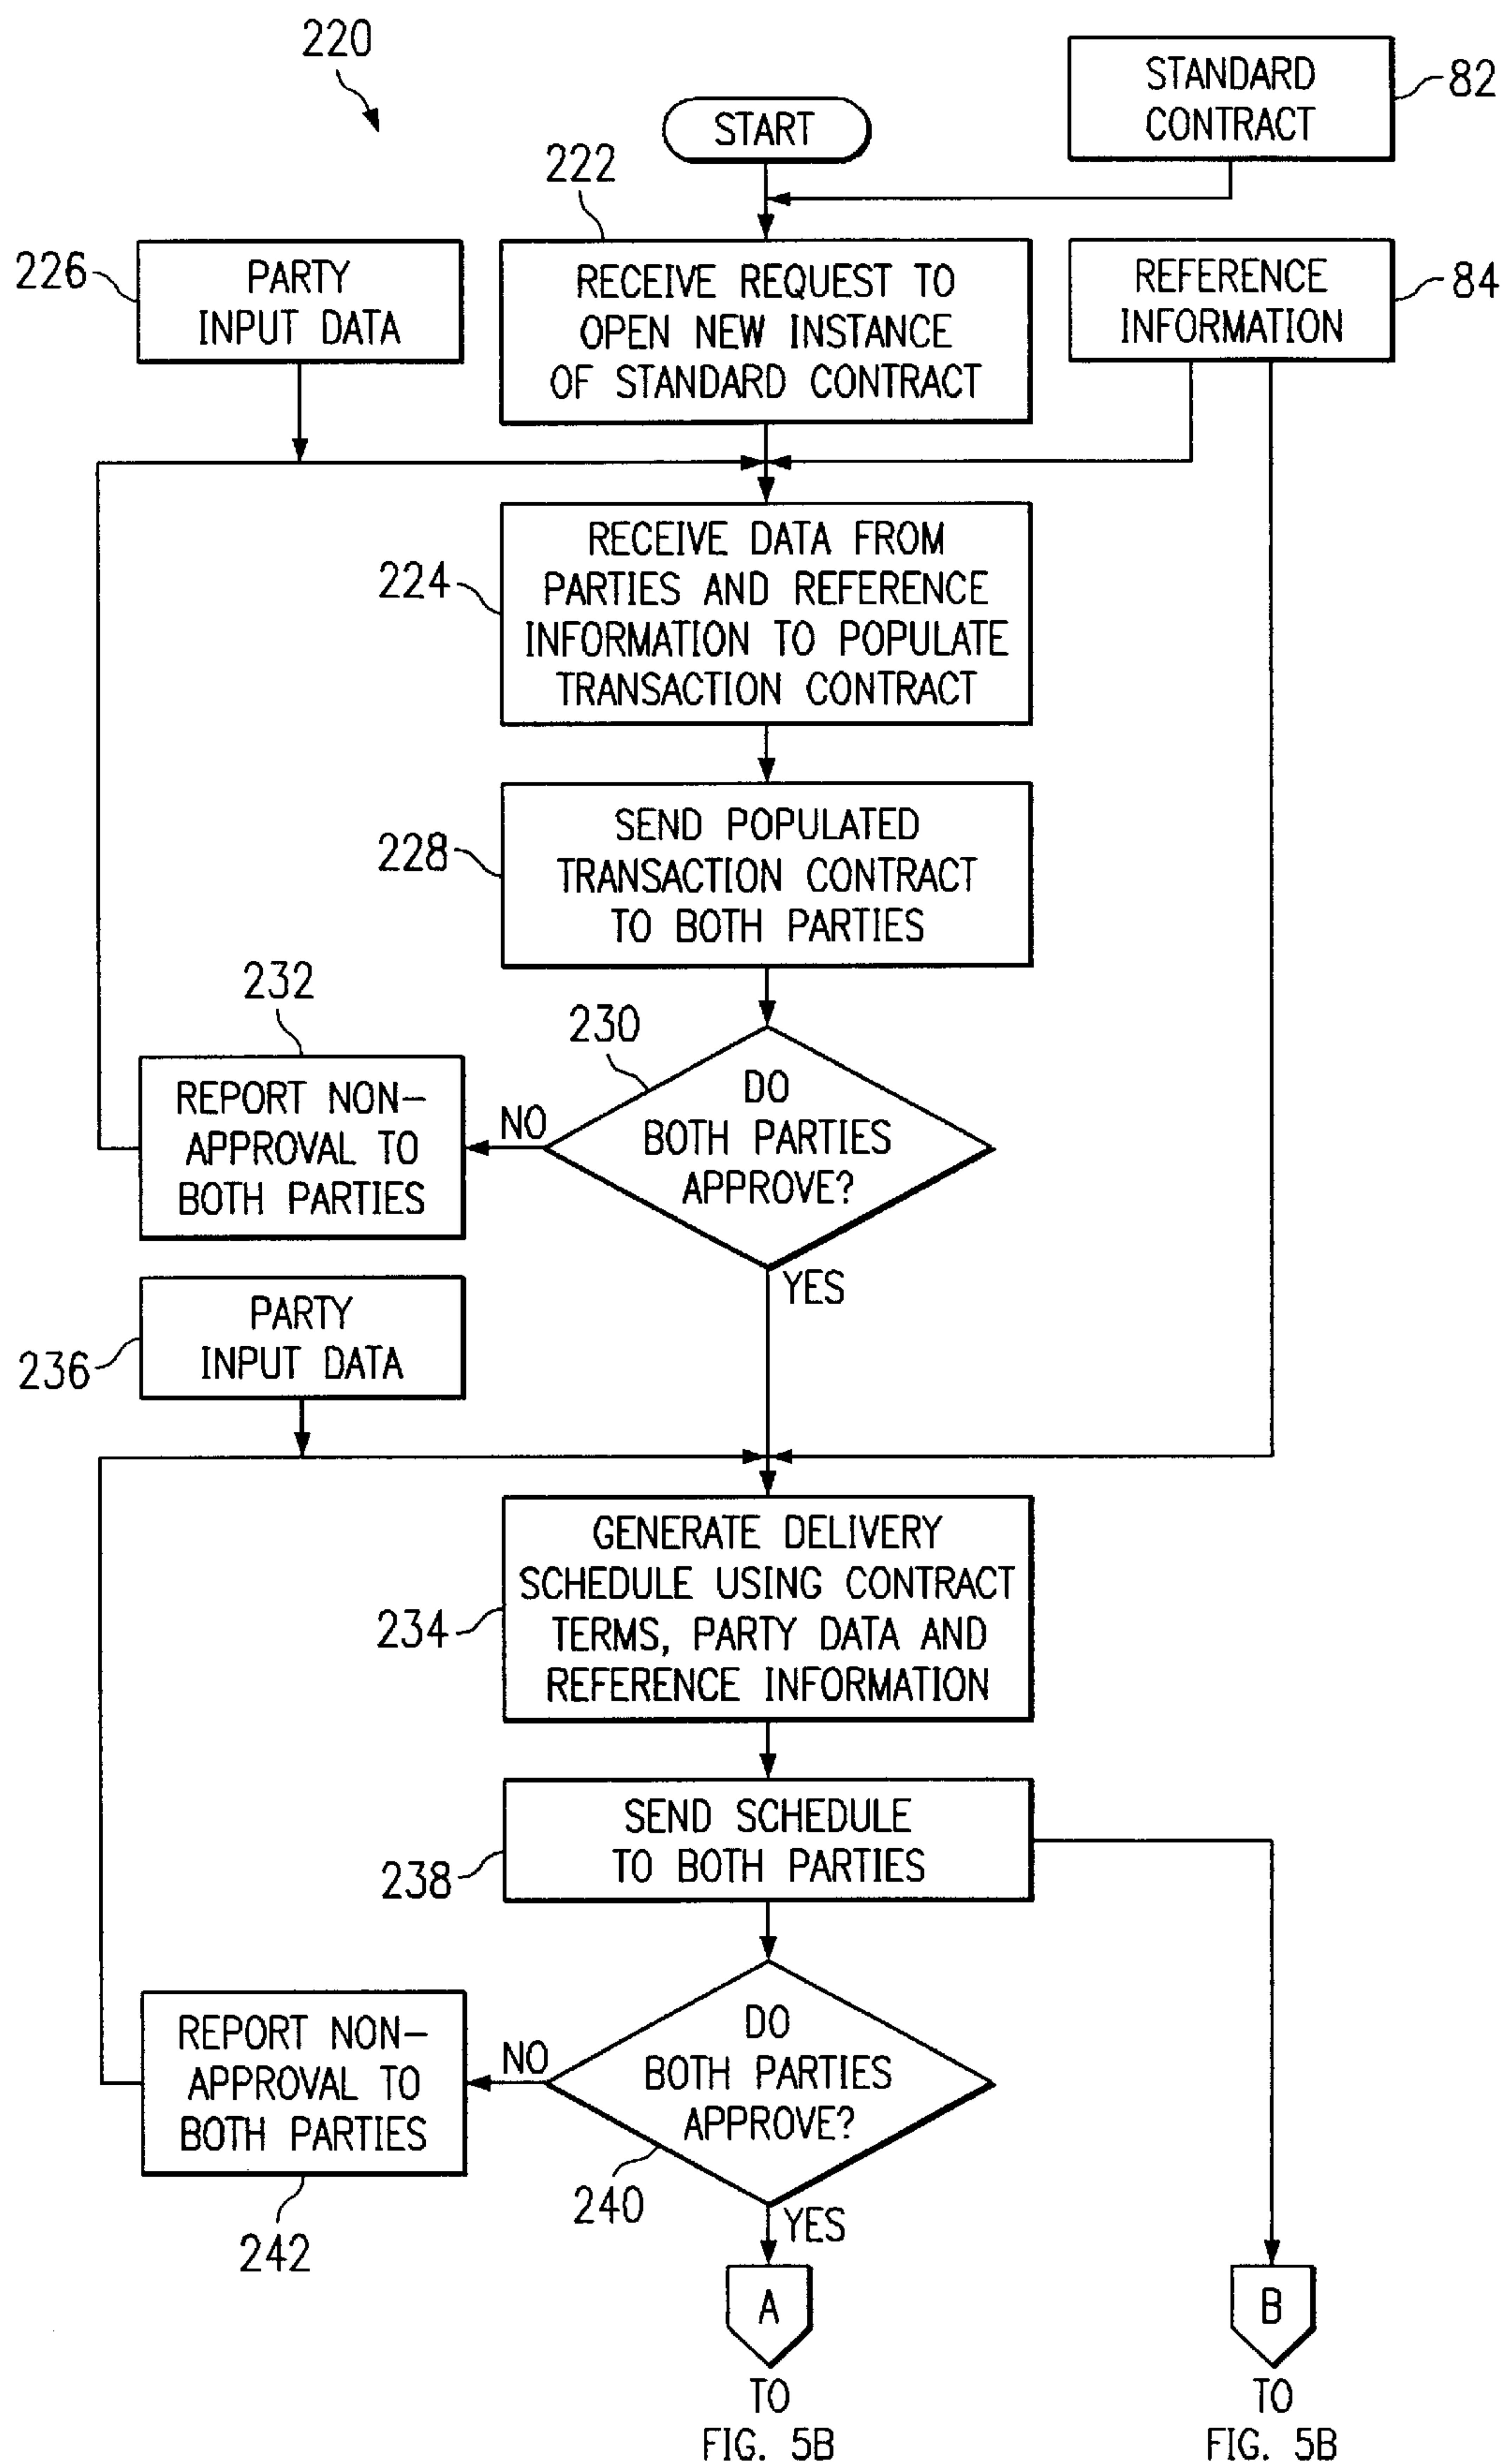 220
STANDARD
CONTRACT
82
START
222
226
PARTY
INPUT DATA
RECEIVE REQUEST TO
OPEN NEW INSTANCE
OF STANDARD CONTRACT
REFERENCE
INFORMATION
84
224
RECEIVE DATA FROM
PARTIES AND REFERENCE
INFORMATION TO POPULATE
TRANSACTION CONTRACT
228
SEND POPULATED
TRANSACTION CONTRACT
TO BOTH PARTIES
232
230
REPORT NON-
APPROVAL TO
BOTH PARTIES
NO
DO
BOTH PARTIES
APPROVE?
YES
236
PARTY
INPUT DATA
234
GENERATE DELIVERY
SCHEDULE USING CONTRACT
TERMS, PARTY DATA AND
REFERENCE INFORMATION
238
SEND SCHEDULE
TO BOTH PARTIES
REPORT NON-
APPROVAL TO
BOTH PARTIES
NO
DO
BOTH PARTIES
APPROVE?
242
240
YES
A
B
TO
FIG. 5B
TO
FIG. 5B